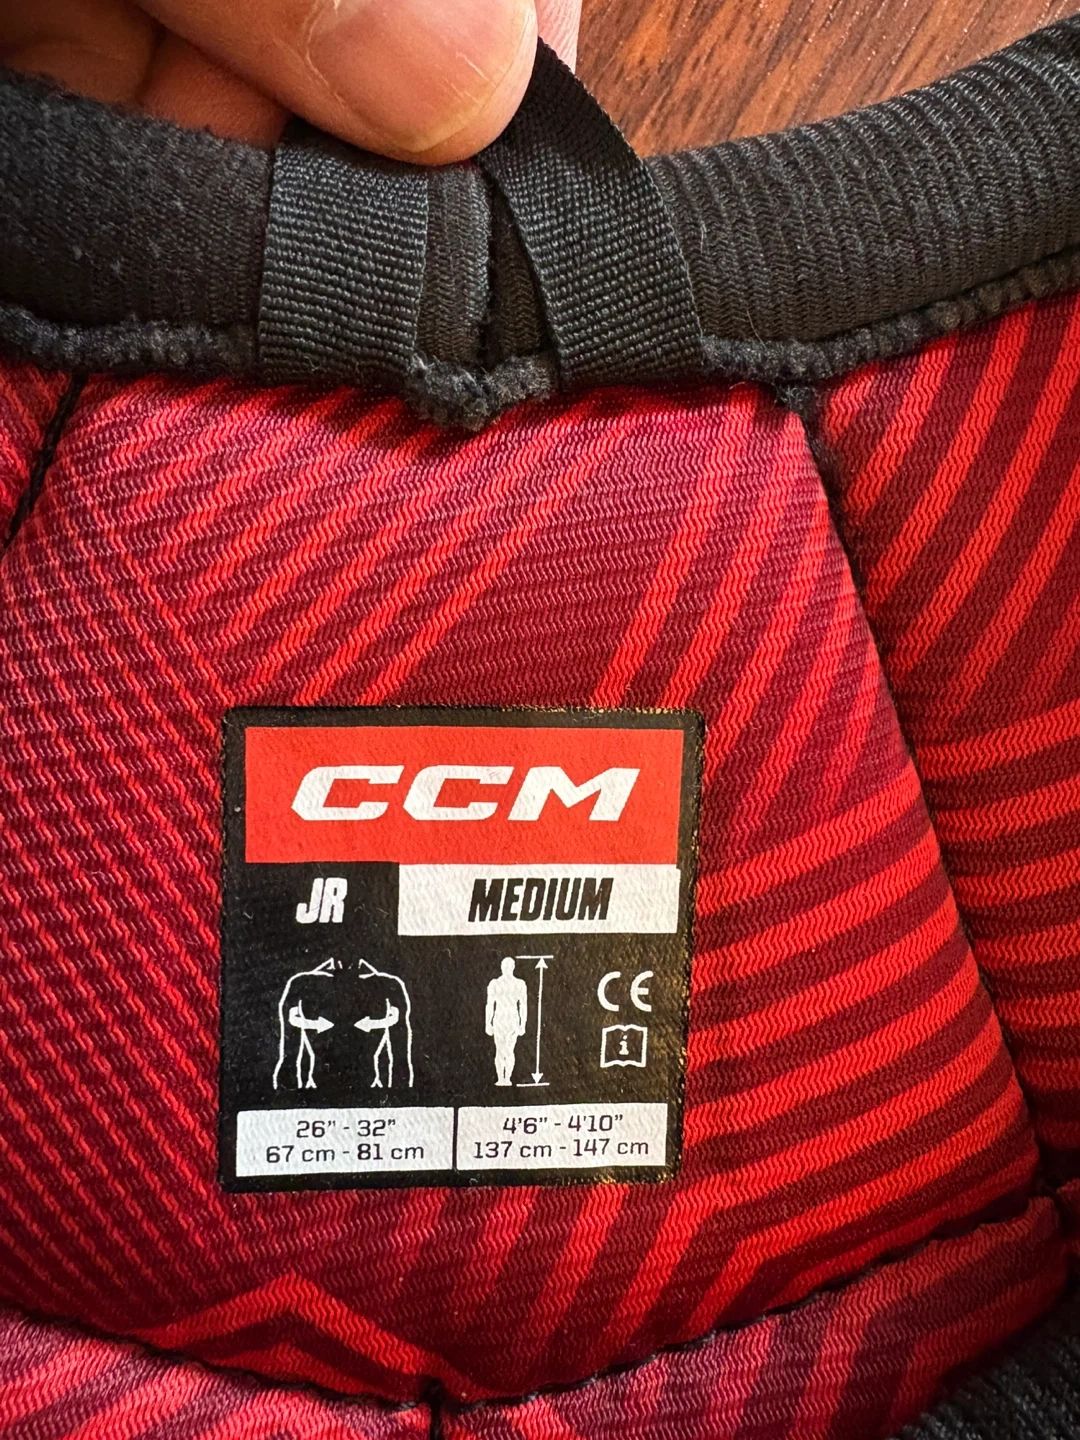 CCM
JR MEDIUM
CE
i
26" - 32" 4'6" - 4'10"
67 cm - 81 cm 137 cm - 147 cm